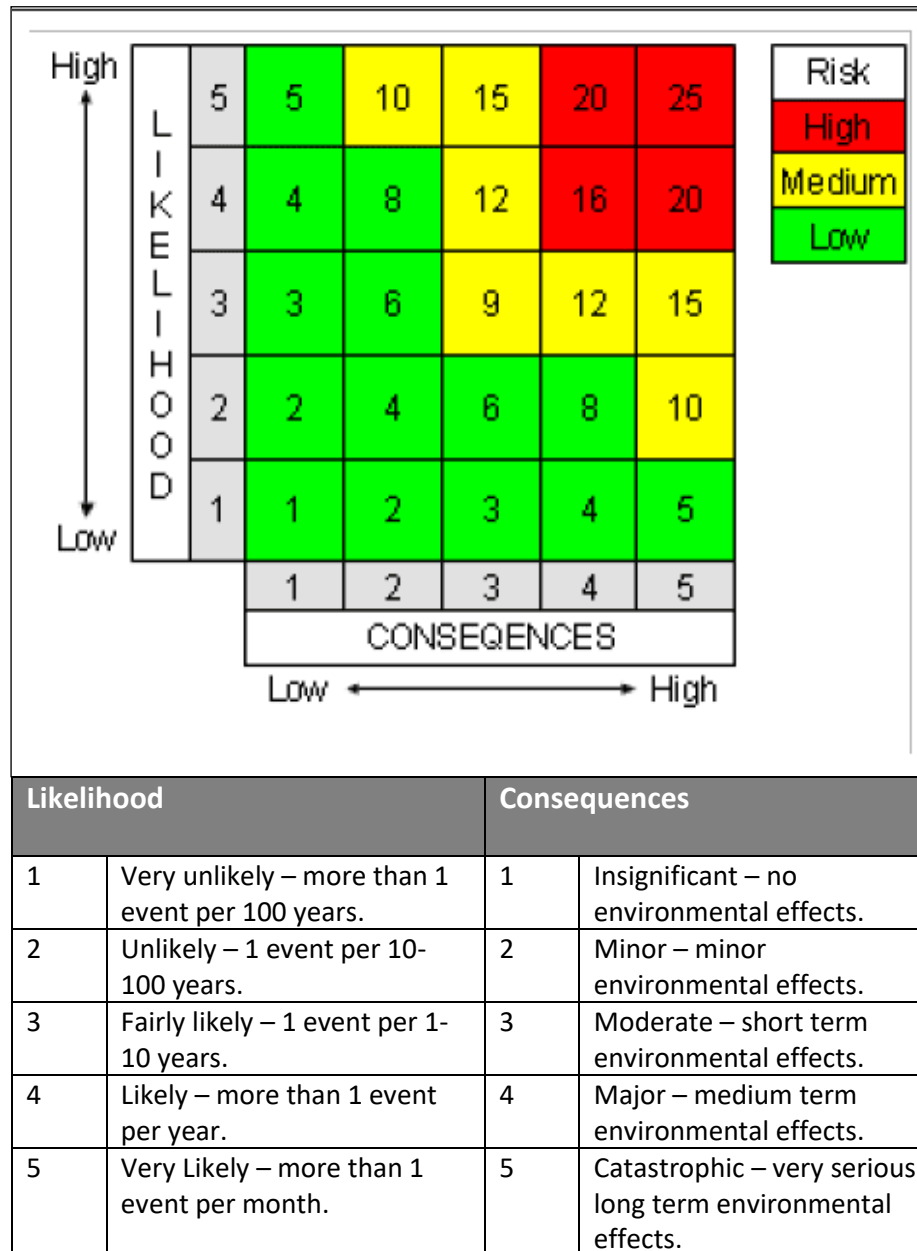 High
LIKELIHOOD
5 5 10 15 20 25
4 4 8 12 16 20
3 3 6 9 12 15
2 2 4 6 8 10
1 1 2 3 4 5
Low
1 2 3 4 5
CONSEQENCES
Low High
Risk
High
Medium
Low
Likelihood Consequences
1 Very unlikely – more than 1 1 Insignificant – no
event per 100 years. environmental effects.
2 Unlikely – 1 event per 10- 2 Minor – minor
100 years. environmental effects.
3 Fairly likely – 1 event per 1- 3 Moderate – short term
10 years. environmental effects.
4 Likely – more than 1 event 4 Major – medium term
per year. environmental effects.
5 Very Likely – more than 1 5 Catastrophic – very serious
event per month. long term environmental
effects.